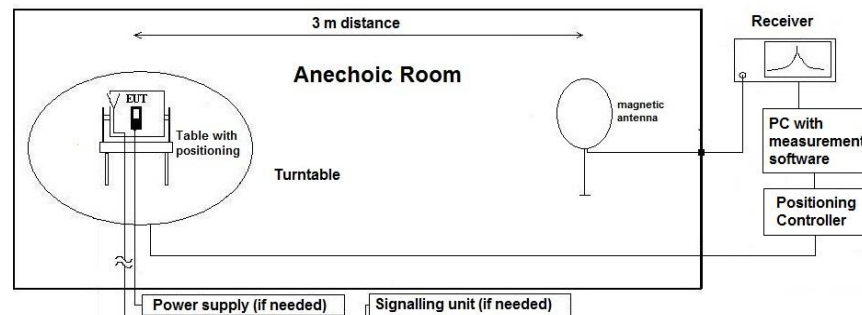 3 m distance
Receiver
Anechoic Room
EUT
magnetic
antenna
Table with
positioning
PC with
measurement
software
Turntable
Positioning
Controller
Power supply (if needed)
Signalling unit (if needed)